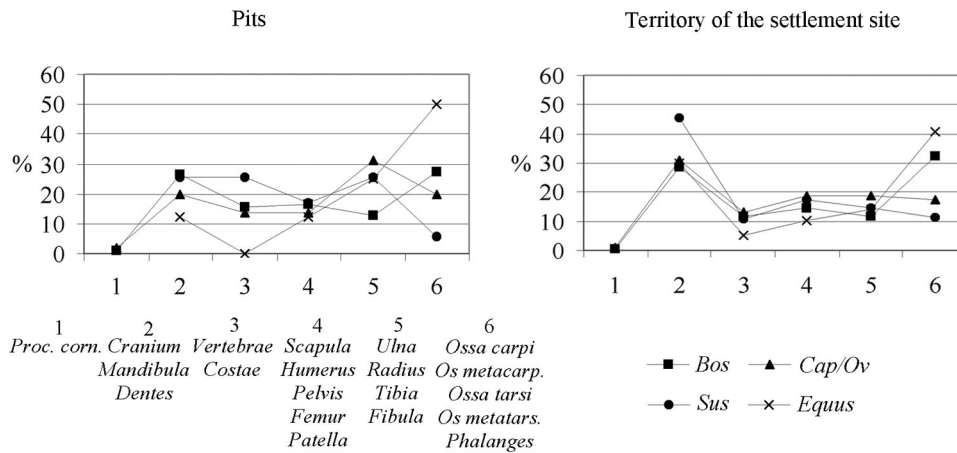 Pits
Territory of the settlement site
60
50
40
%
30
20
10
0
1 2 3 4 5 6
60
50
40
%
30
20
10
0
1 2 3 4 5 6
1 2 3 4 5 6
Proc. corn. Cranium Vertebrae Scapula Ulna Ossa carpi
Mandibula Costae Humerus Radius Os metacarp.
Dentes Pelvis Tibia Ossa tarsi
Femur Fibula Os metatars.
Patella Phalanges
Bos Cap/Ov
Sus Equus